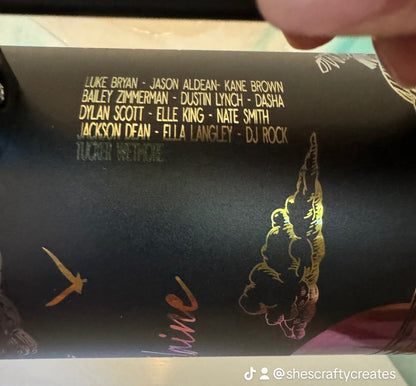 LUKE BRYAN - JASON ALDEAN- KANE BROWN
BAILEY ZIMMERMAN - DUSTIN LYNCH - DASHA
DYLAN SCOTT - ELLE KING - NATE SMITH
JACKSON DEAN - ELLA LANGLEY - DJ ROCK
TUCKER WETMORE
hine
@shescraftycreates